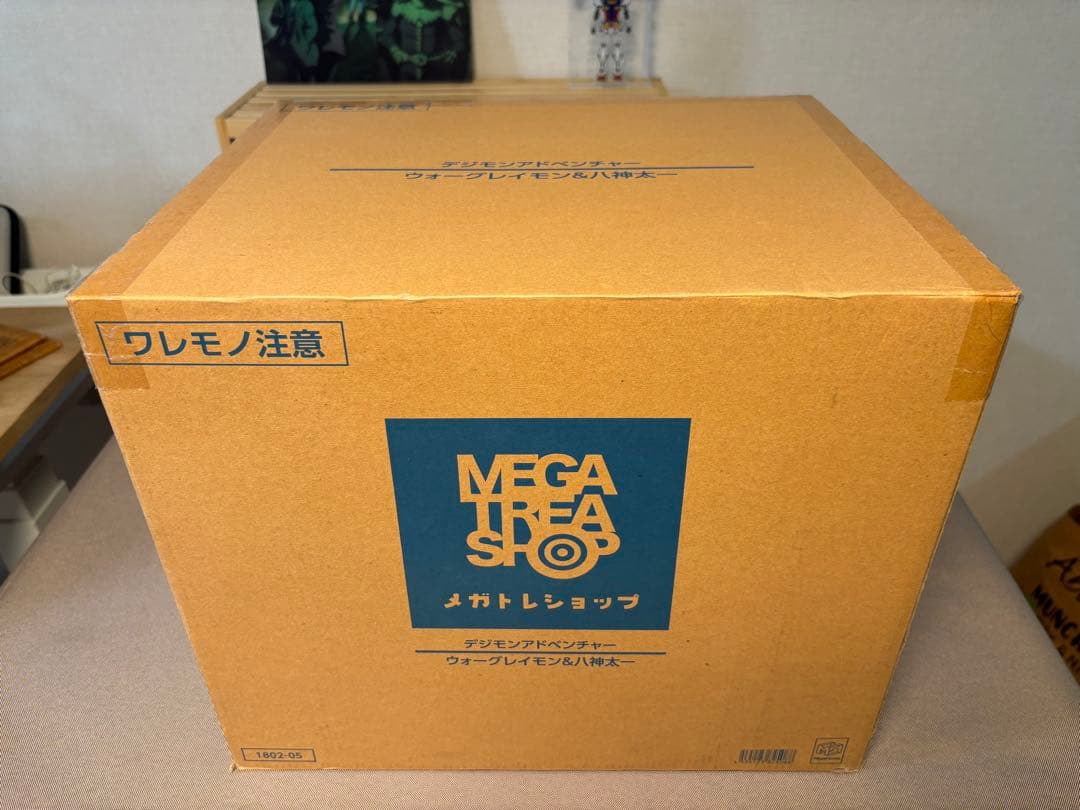 ワレモノ注意
デジモンアドベンチャー
ウォーグレイモン&八神太一
ワレモノ注意
MEGA
TREA
SHOP
メガトレショップ
デジモンアドベンチャー
ウォーグレイモン&八神太一
1802-05
MUNC